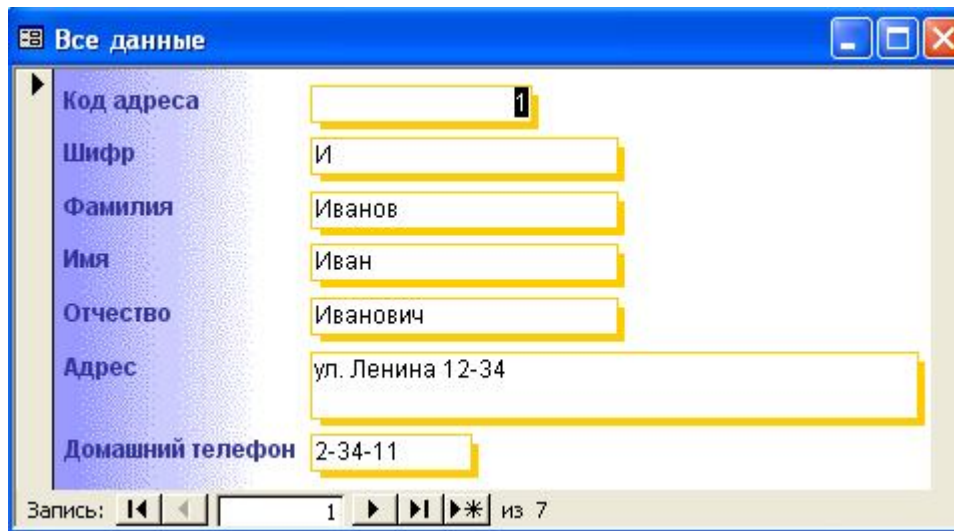 Все данные
Код адреса 1
Шифр И
Фамилия Иванов
Имя Иван
Отчество Иванович
Адрес ул. Ленина 12-34
Домашний телефон 2-34-11
Запись: 1 из 7